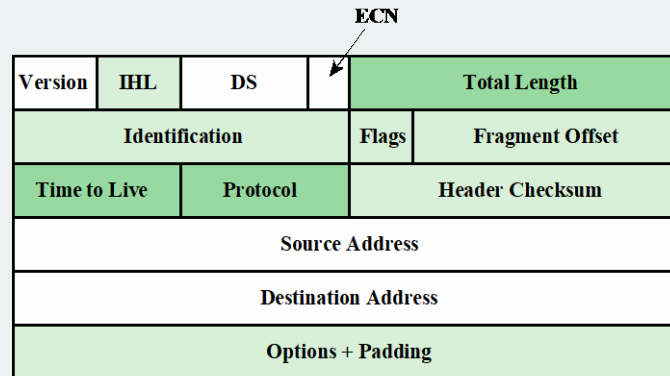 ECN
Version IHL DS Total Length
Identification Flags Fragment Offset
Time to Live Protocol Header Checksum
Source Address
Destination Address
Options + Padding